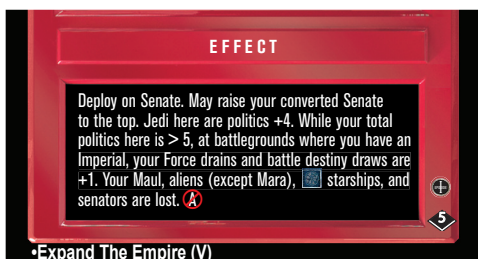 EFFECT
Deploy on Senate. May raise your converted Senate
to the top. Jedi here are politics +4. While your total
politics here is > 5, at battlegrounds where you have an
Imperial, your Force drains and battle destiny draws are
+1. Your Maul, aliens (except Mara), starships, and
senators are lost. A
5
•Expand The Empire (V)